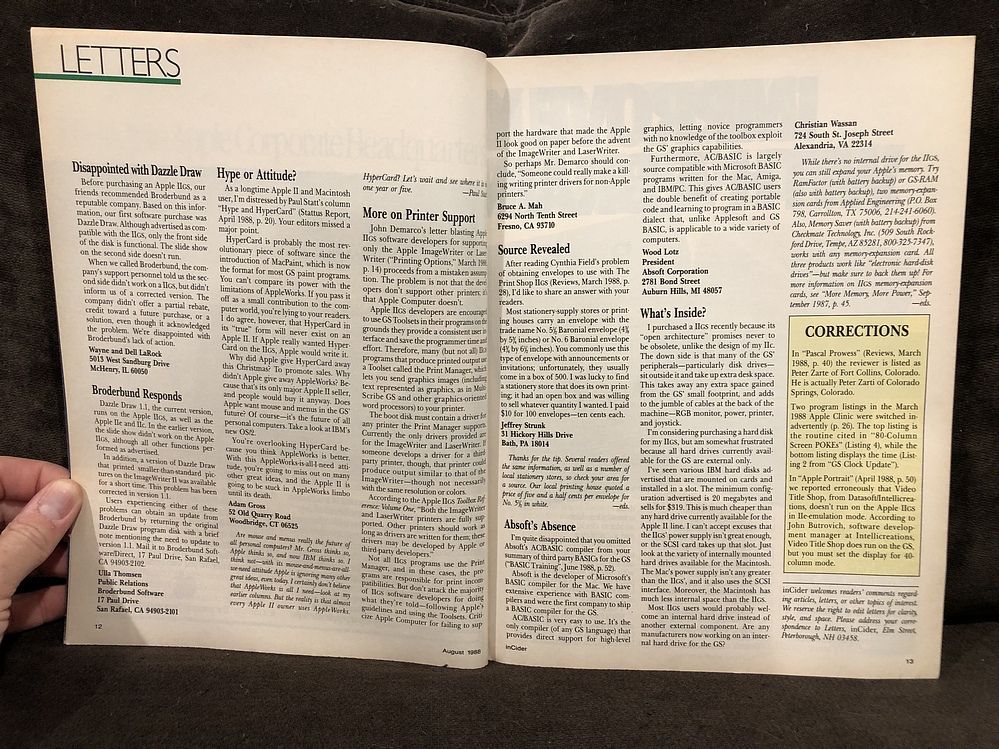 LETTERS
Disappointed with Dazzle Draw
Before purchasing an Apple IIGS, our
friends recommended Broderbund as a
reputable company. Based on this infor-
mation, our first software purchase was
Dazzle Draw. Although advertised as com-
patible with the IIGS, only the front side
of the disk is functional. The slide show
on the second side doesn't run.
When we called Broderbund, the com-
pany's support personnel told us the sec-
ond side didn't work on a IIGS, but didn't
inform us of a corrected version. The
company didn't offer a partial rebate,
credit toward a future purchase, or a
solution, even though it acknowledged
the problem. We're disappointed with
Broderbund's lack of action.
Wayne and Dell LaRock
5013 West Sandburg Drive
McHenry, IL 60050
Broderbund Responds
Dazzle Draw 1.1, the current version,
runs on the Apple IIGS, as well as the
Apple IIe and IIc. In the earlier version,
the slide show didn't work on the Apple
IIGS, although all other functions per-
formed as advertised.
In addition, a version of Dazzle Draw
that printed smaller-than-standard pic-
tures on the ImageWriter II was available
for a short time. This problem has been
corrected in version 1.1.
Users experiencing either of these
problems can obtain an update from
Broderbund by returning the original
Dazzle Draw program disk with a brief
note mentioning the need to update to
version 1.1. Mail it to Broderbund Soft-
ware/Direct, 17 Paul Drive, San Rafael,
CA 94903-2102.
Ulla Thomsen
Public Relations
Broderbund Software
17 Paul Drive
San Rafael, CA 94903-2101
12
Hype or Attitude?
As a longtime Apple II and Macintosh
user, I'm distressed by Paul Statt's column
"Hype and HyperCard" (Stattus Report,
April 1988, p. 20). Your editors missed a
major point.
HyperCard is probably the most rev-
olutionary piece of software since the
introduction of MacPaint, which is now
the format for most GS paint programs.
You can't compare its power with the
limitations of AppleWorks. If you pass it
off as a small contribution to the com-
puter world, you're lying to your readers.
I do agree, however, that HyperCard in
its "true" form will never exist on an
Apple II. If Apple really wanted Hyper-
Card on the IIGS, Apple would write it.
Why did Apple give HyperCard away
this Christmas? To promote sales. Why
didn't Apple give away AppleWorks? Be-
cause that's its only major Apple II seller,
and people would buy it anyway. Does
Apple want mouse and menus in the GS'
future? Of course—it's the future of all
personal computers. Take a look at IBM's
new OS/2.
You're overlooking HyperCard be-
cause you think AppleWorks is better.
With this AppleWorks-is-all-I-need atti-
tude, you're going to miss out on many
other great ideas, and the Apple II is
going to be stuck in AppleWorks limbo
until its death.
Adam Gross
52 Old Quarry Road
Woodbridge, CT 06525
Are mouse and menus really the future of
all personal computers? Mr. Gross thinks so,
Apple thinks so, and now IBM thinks so. I
think not—with its mouse-and-menus-are-all-
we-need attitude Apple is ignoring many other
great ideas, even today. I certainly don't believe
that AppleWorks is all I need—look at my
earlier columns. But the reality is that almost
every Apple II owner uses AppleWorks.
HyperCard? Let's wait and see where it is in
one year or five.
—Paul Statt
More on Printer Support
John Demarco's letter blasting Apple
IIGS software developers for supporting
only the Apple ImageWriter or Laser-
Writer ("Printing Options," March 1988,
p. 14) proceeds from a mistaken assump-
tion. The problem is not that the devel-
opers don't support other printers; it's
that Apple Computer doesn't.
Apple IIGS developers are encouraged
to use GS Toolsets in their programs on the
grounds they provide a consistent user in-
terface and save the programmer time and
effort. Therefore, many (but not all) IIGS
programs that produce printed output use
a Toolset called the Print Manager, which
lets you send graphics images (including
text represented as graphics, as in Multi-
Scribe GS and other graphics-oriented
word processors) to your printer.
The boot disk must contain a driver for
any printer the Print Manager supports.
Currently the only drivers provided are
for the ImageWriter and LaserWriter. If
someone develops a driver for a third-
party printer, though, that printer could
produce output similar to that of the
ImageWriter—though not necessarily
with the same resolution or colors.
According to the Apple IIGS Toolbox Ref-
erence: Volume One, "Both the ImageWriter
and LaserWriter printers are fully sup-
ported. Other printers should work as
long as drivers are written for them; these
drivers may be developed by Apple or
third-party developers."
Not all IIGS programs use the Print
Manager, and in these cases, the pro-
grams are responsible for print incom-
patibilities. But don't attack the majority
of IIGS software developers for doing
what they're told—following Apple's
guidelines and using the Toolsets. Criti-
cize Apple Computer for failing to sup-
August 1988
port the hardware that made the Apple
II look good on paper before the advent
of the ImageWriter and LaserWriter.
So perhaps Mr. Demarco should con-
clude, "Someone could really make a kill-
ing writing printer drivers for non-Apple
printers."
Bruce A. Mah
6294 North Tenth Street
Fresno, CA 93710
Source Revealed
After reading Cynthia Field's problem
of obtaining envelopes to use with The
Print Shop IIGS (Reviews, March 1988, p.
28), I'd like to share an answer with your
readers.
Most stationery-supply stores or print-
ing houses carry an envelope with the
trade name No. 5½ Baronial envelope (4⅜
by 5¾ inches) or No. 6 Baronial envelope
(4¾ by 6½ inches). You commonly use this
type of envelope with announcements or
invitations; unfortunately, they usually
come in a box of 500. I was lucky to find
a stationery store that does its own print-
ing; it had an open box and was willing
to sell whatever quantity I wanted. I paid
$10 for 100 envelopes—ten cents each.
Jeffrey Strunk
31 Hickory Hills Drive
Bath, PA 18014
Thanks for the tip. Several readers offered
the same information, as well as a number of
local stationery stores, so check your area for
a source. Our local printing house quoted a
price of five and a half cents per envelope for
No. 5½ in white. —eds.
Absoft's Absence
I'm quite disappointed that you omitted
Absoft's AC/BASIC compiler from your
summary of third party BASICs for the GS
("BASIC Training", June 1988, p. 52).
Absoft is the developer of Microsoft's
BASIC compiler for the Mac. We have
extensive experience with BASIC com-
pilers and were the first company to ship
a BASIC compiler for the GS.
AC/BASIC is very easy to use. It's the
only compiler (of any GS language) that
provides direct support for high-level
inCider
graphics, letting novice programmers
with no knowledge of the toolbox exploit
the GS' graphics capabilities.
Furthermore, AC/BASIC is largely
source compatible with Microsoft BASIC
programs written for the Mac, Amiga,
and IBM/PC. This gives AC/BASIC users
the double benefit of creating portable
code and learning to program in a BASIC
dialect that, unlike Applesoft and GS
BASIC, is applicable to a wide variety of
computers.
Wood Lotz
President
Absoft Corporation
2781 Bond Street
Auburn Hills, MI 48057
What's Inside?
I purchased a IIGS recently because its
"open architecture" promises never to
be obsolete, unlike the design of my IIc.
The down side is that many of the GS'
peripherals—particularly disk drives—
sit outside it and take up extra desk space.
This takes away any extra space gained
from the GS' small footprint, and adds
to the jumble of cables at the back of the
machine—RGB monitor, power, printer,
and joystick.
I'm considering purchasing a hard disk
for my IIGS, but am somewhat frustrated
because all hard drives currently avail-
able for the GS are external only.
I've seen various IBM hard disks ad-
vertised that are mounted on cards and
installed in a slot. The minimum config-
uration advertised is 20 megabytes and
sells for $319. This is much cheaper than
any hard drive currently available for the
Apple II line. I can't accept excuses that
the IIGS' power supply isn't great enough,
or the SCSI card takes up that slot. Just
look at the variety of internally mounted
hard drives available for the Macintosh.
The Mac's power supply isn't any greater
than the IIGS', and it also uses the SCSI
interface. Moreover, the Macintosh has
much less internal space than the IIGS.
Most IIGS users would probably wel-
come an internal hard drive instead of
another external component. Are any
manufacturers now working on an inter-
nal hard drive for the GS?
Christian Wassan
724 South St. Joseph Street
Alexandria, VA 22314
While there's no internal drive for the IIGS,
you can still expand your Apple's memory. Try
RamFactor (with battery backup) or GS-RAM
(also with battery backup), two memory-expan-
sion cards from Applied Engineering (P.O. Box
798, Carrollton, TX 75006, 214-241-6060).
Also, Memory Saver (with battery backup) from
Checkmate Technology, Inc. (509 South Rock-
ford Drive, Tempe, AZ 85281, 800-325-7347),
works with any memory-expansion card. All
three products work like "electronic hard-disk
drives"—but make sure to back them up! For
more information on IIGS memory-expansion
cards, see "More Memory, More Power," Sep-
tember 1987, p. 45. —eds.
CORRECTIONS
In "Pascal Prowess" (Reviews, March
1988, p. 40) the reviewer is listed as
Peter Zarte of Fort Collins, Colorado.
He is actually Peter Zarti of Colorado
Springs, Colorado.
Two program listings in the March
1988 Apple Clinic were switched in-
advertently (p. 26). The top listing is
the routine cited in "80-Column
Screen POKEs" (Listing 4), while the
bottom listing displays the time (List-
ing 2 from "GS Clock Update").
In "Apple Portrait" (April 1988, p. 50)
we reported erroneously that Video
Title Shop, from Datasoft/Intellicrea-
tions, doesn't run on the Apple IIGS
in IIe-emulation mode. According to
John Butrovich, software develop-
ment manager at Intellicreations,
Video Title Shop does run on the GS,
but you must set the display for 40-
column mode.
inCider welcomes readers' comments regard-
ing articles, letters, or other topics of interest.
We reserve the right to edit letters for clarity,
style, and space. Please address your corre-
spondence to Letters, inCider, Elm Street,
Peterborough, NH 03458.
13